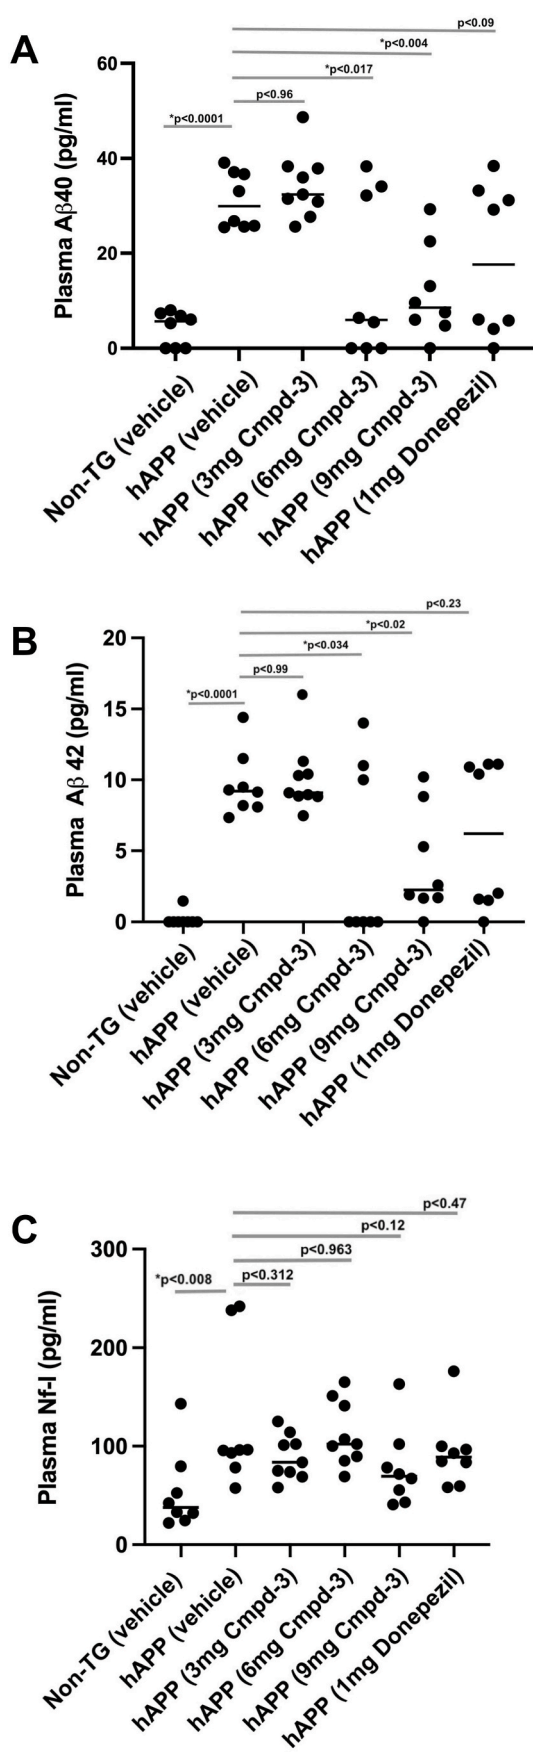 A
p<0.09
*p<0.004
*p<0.017
p<0.96
*p<0.0001
Plasma Aβ40 (pg/ml)
60
40
20
0
Non-TG (vehicle)
hAPP (vehicle)
hAPP (3mg Cmpd-3)
hAPP (6mg Cmpd-3)
hAPP (9mg Cmpd-3)
hAPP (1mg Donepezil)
B
p<0.23
*p<0.02
*p<0.034
p<0.99
*p<0.0001
Plasma Aβ 42 (pg/ml)
20
15
10
5
0
Non-TG (vehicle)
hAPP (vehicle)
hAPP (3mg Cmpd-3)
hAPP (6mg Cmpd-3)
hAPP (9mg Cmpd-3)
hAPP (1mg Donepezil)
C
p<0.47
p<0.12
p<0.963
p<0.312
*p<0.008
Plasma Nf-l (pg/ml)
300
200
100
0
Non-TG (vehicle)
hAPP (vehicle)
hAPP (3mg Cmpd-3)
hAPP (6mg Cmpd-3)
hAPP (9mg Cmpd-3)
hAPP (1mg Donepezil)